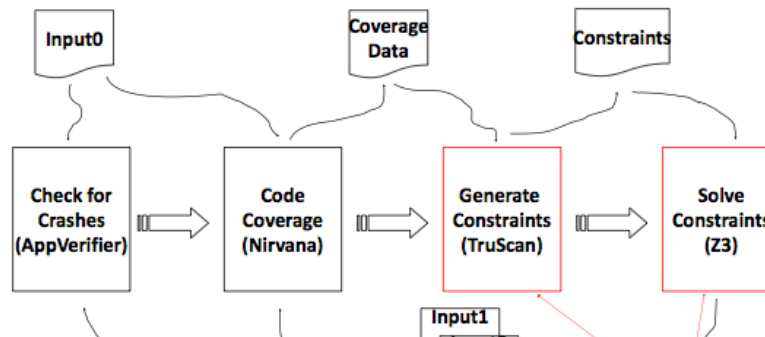 Input0
Coverage
Data
Constraints
Check for
Crashes
(AppVerifier)
Code
Coverage
(Nirvana)
Generate
Constraints
(TruScan)
Solve
Constraints
(Z3)
Input1